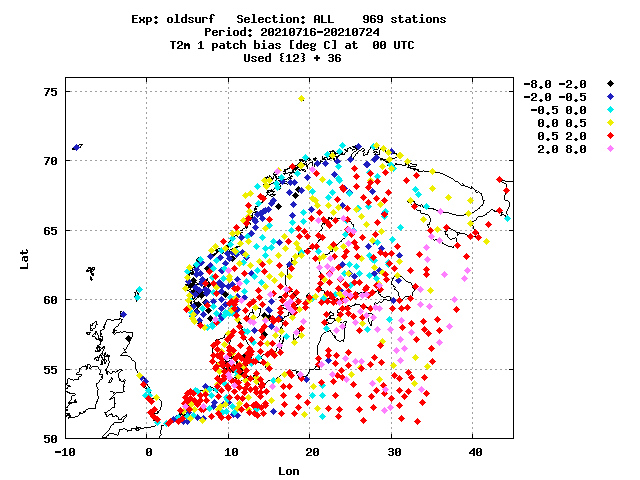 Exp: oldsurf   Selection: ALL    969 stations
Period: 20210716-20210724
T2m 1 patch bias [deg C] at  00 UTC
Used {12} + 36
-8.0 -2.0
-2.0 -0.5
-0.5 0.0
0.0 0.5
0.5 2.0
2.0 8.0
75
70
65
60
55
50
Lat
-10 0 10 20 30 40
Lon